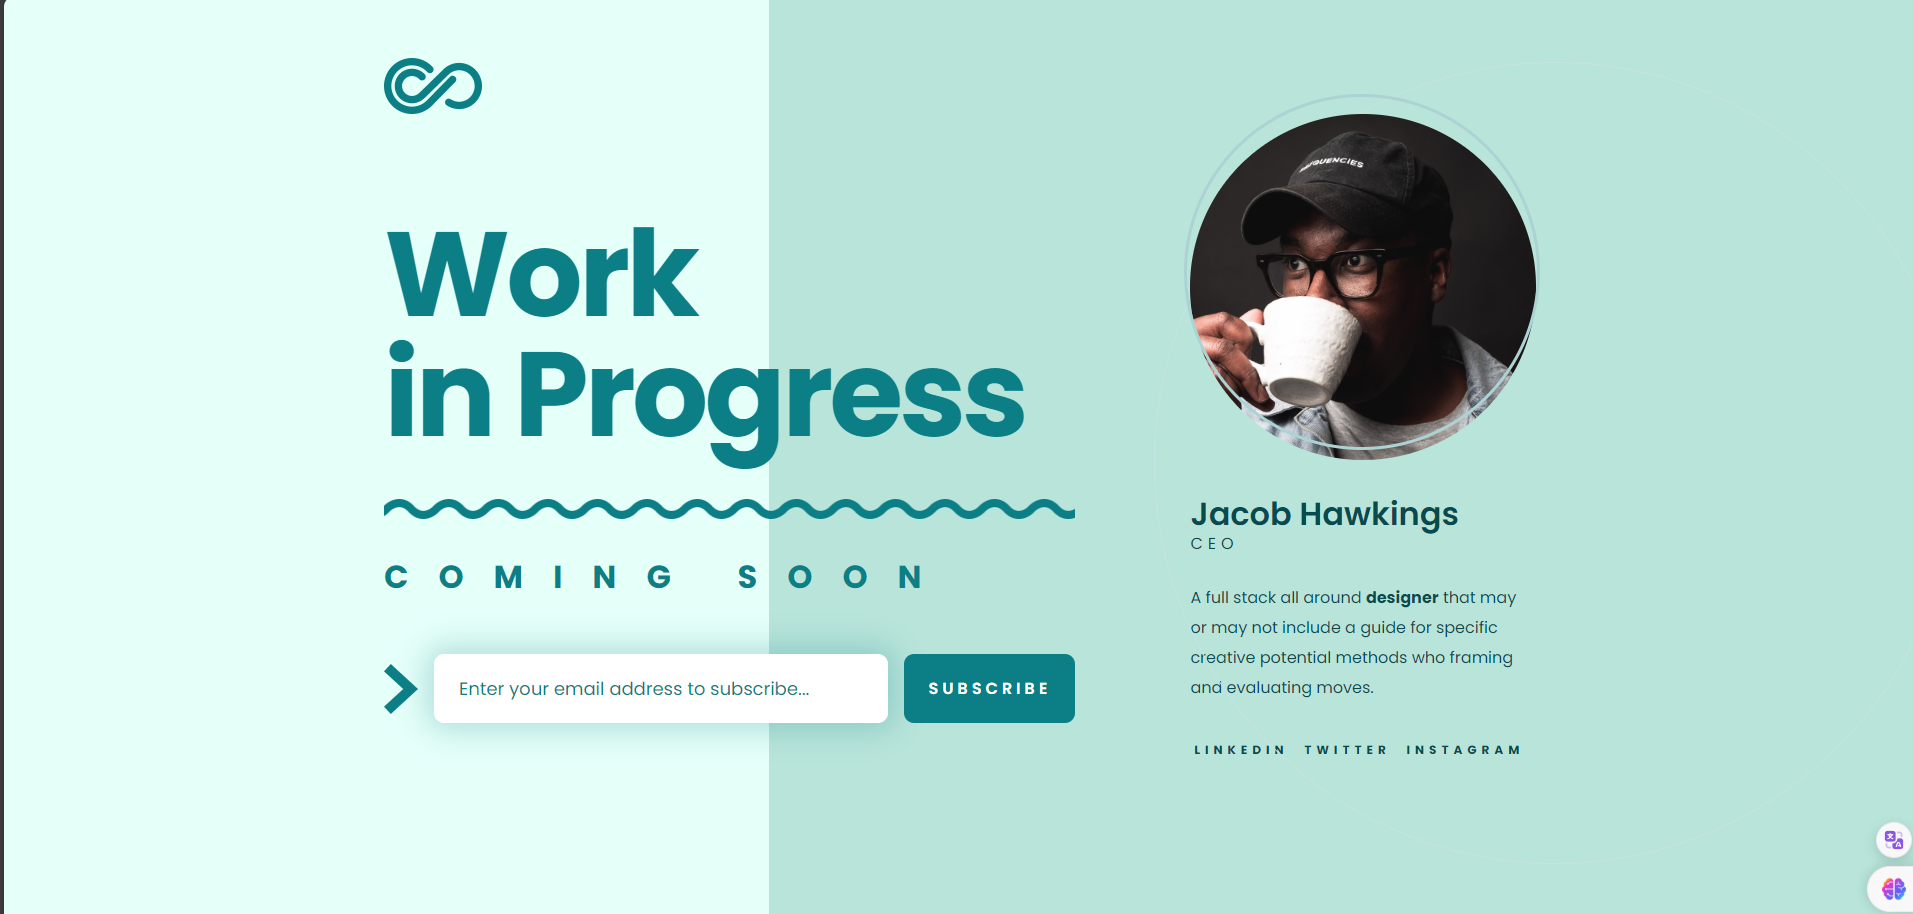 Work
in Progress
COMING SOON
Enter your email address to subscribe...
SUBSCRIBE
Jacob Hawkings
CEO
A full stack all around designer that may
or may not include a guide for specific
creative potential methods who framing
and evaluating moves.
LINKEDIN TWITTER INSTAGRAM